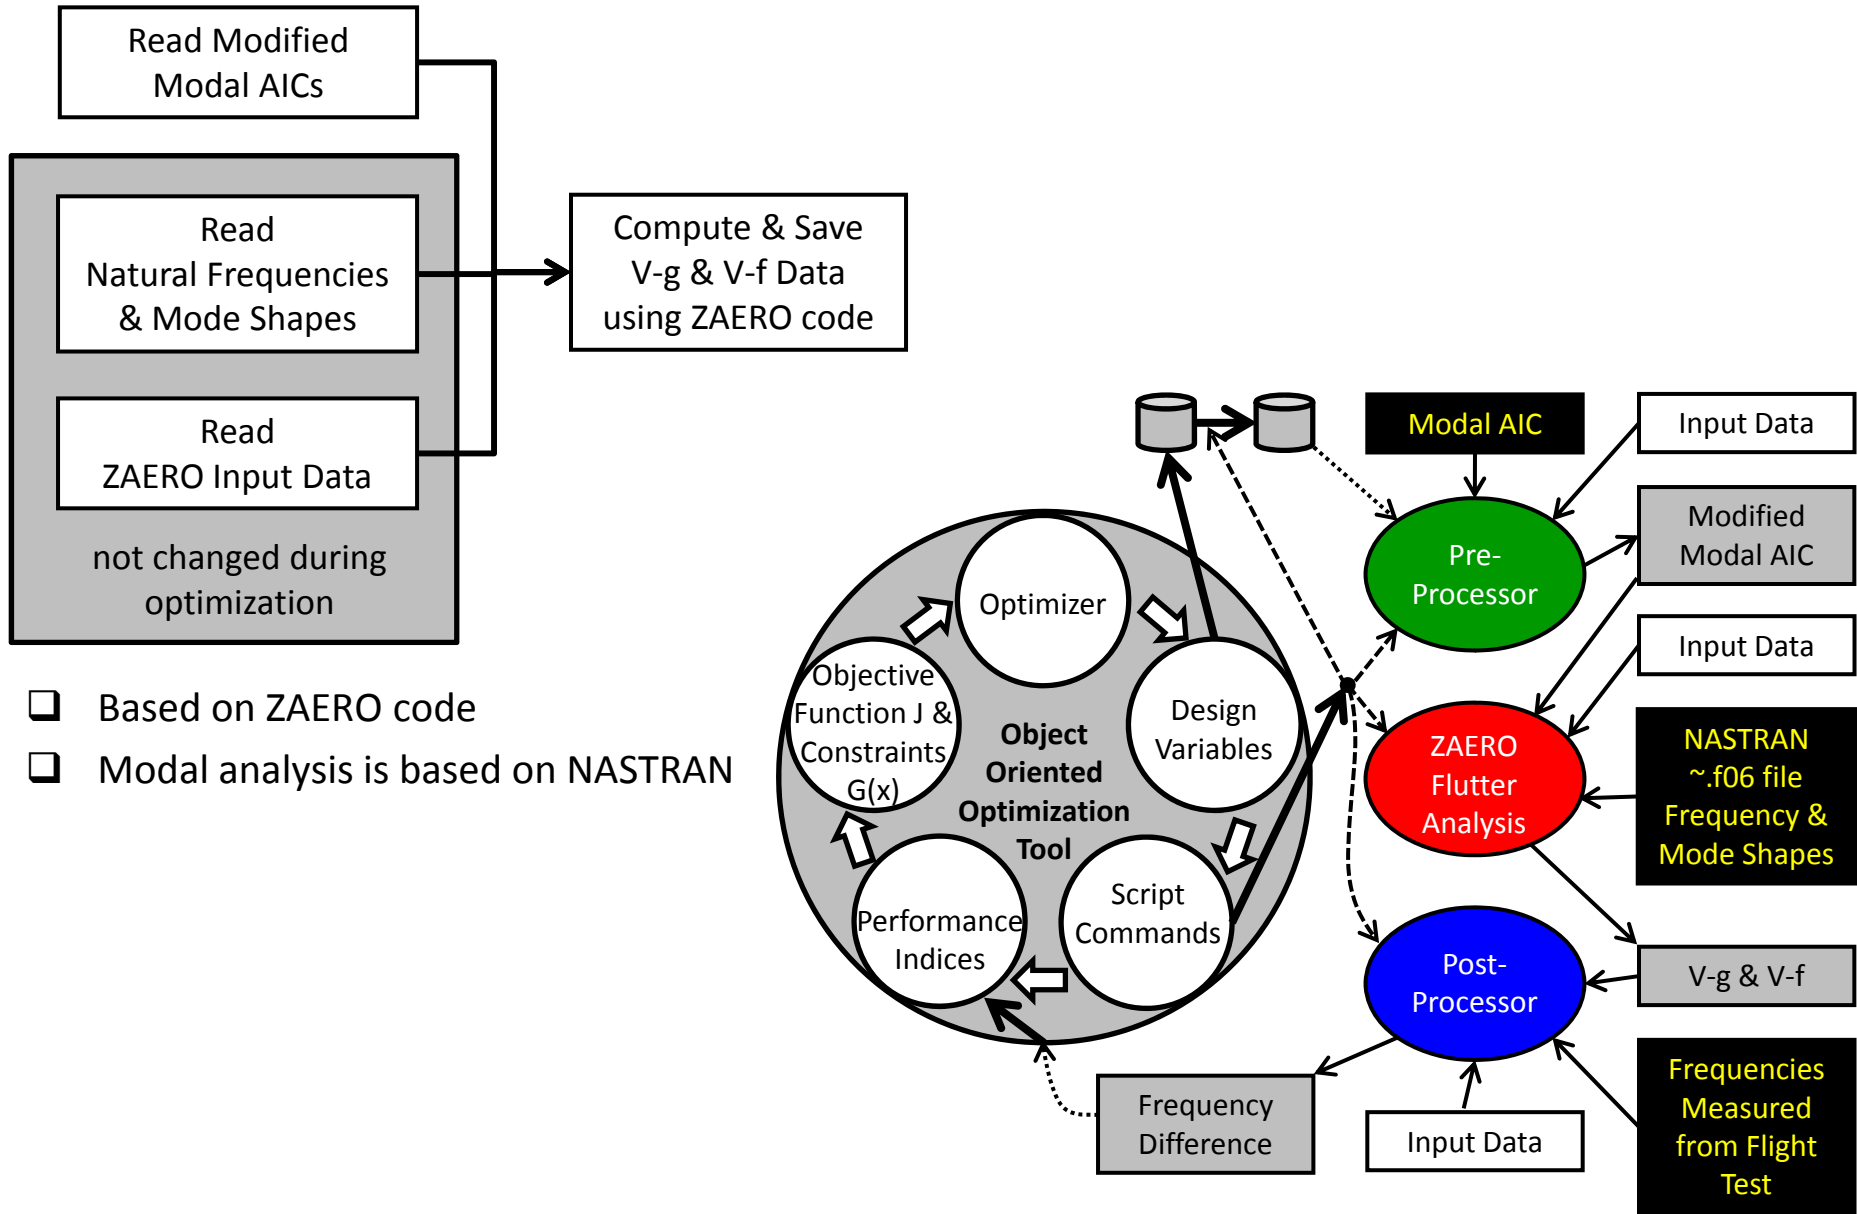 Read Modified
Modal AICs
Read
Natural Frequencies
& Mode Shapes
Read
ZAERO Input Data
not changed during
optimization
Compute & Save
V-g & V-f Data
using ZAERO code
❑ Based on ZAERO code
❑ Modal analysis is based on NASTRAN
Optimizer
Design
Variables
Script
Commands
Performance
Indices
Objective
Function J &
Constraints
G(x)
Object
Oriented
Optimization
Tool
Modal AIC
Input Data
Pre-
Processor
Modified
Modal AIC
Input Data
ZAERO
Flutter
Analysis
NASTRAN
~.f06 file
Frequency &
Mode Shapes
Post-
Processor
V-g & V-f
Frequency
Difference
Input Data
Frequencies
Measured
from Flight
Test